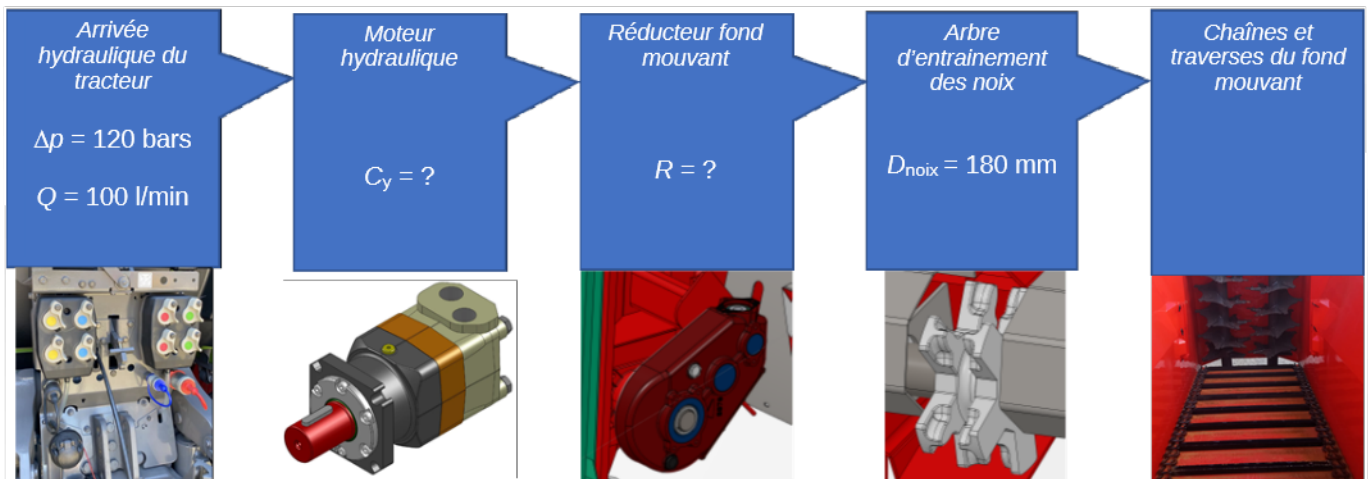 Arrivée
hydraulique du
tracteur
Δp = 120 bars
Q = 100 l/min
Moteur
hydraulique
Cy = ?
Réducteur fond
mouvant
R = ?
Arbre
d'entrainement
des noix
Dnoix = 180 mm
Chaînes et
traverses du fond
mouvant